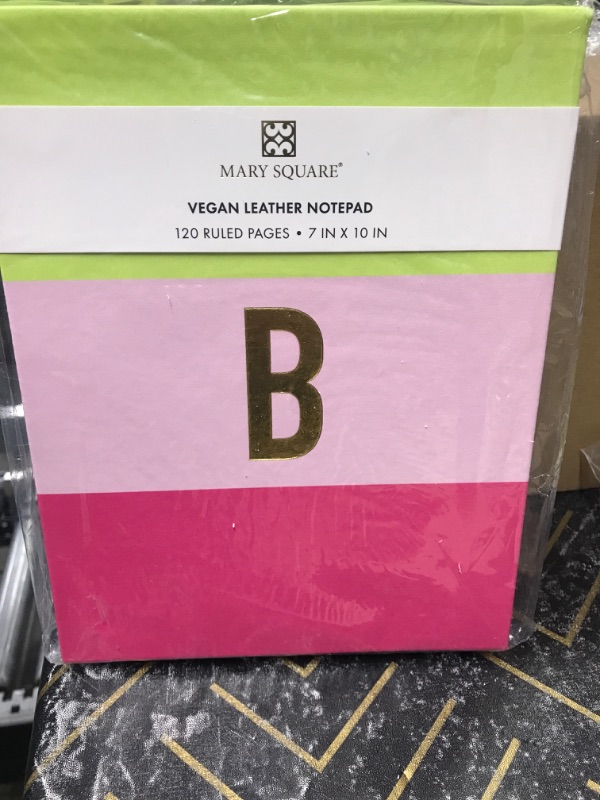 MARY SQUARE®
VEGAN LEATHER NOTEPAD
120 RULED PAGES • 7 IN X 10 IN
B